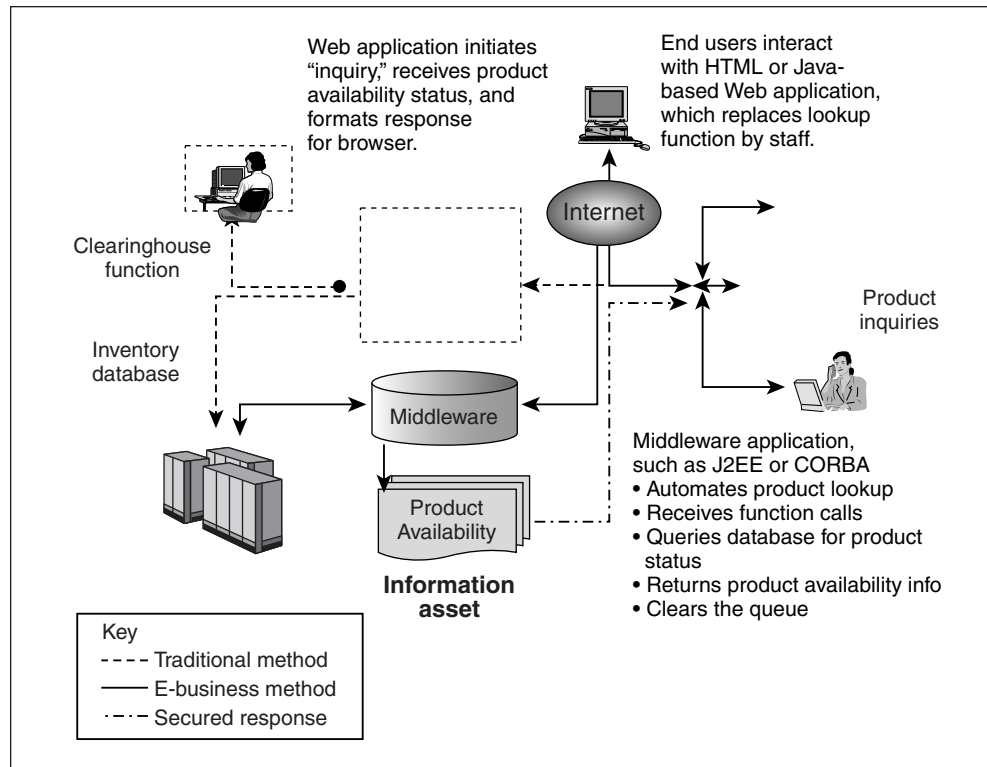 Web application initiates
“inquiry,” receives product
availability status, and
formats response
for browser.
End users interact
with HTML or Java-
based Web application,
which replaces lookup
function by staff.
Internet
Clearinghouse
function
Product
inquiries
Inventory
database
Middleware
Middleware application,
such as J2EE or CORBA
• Automates product lookup
• Receives function calls
• Queries database for product
status
• Returns product availability info
• Clears the queue
Product
Availability
Information
asset
Key
Traditional method
E-business method
Secured response